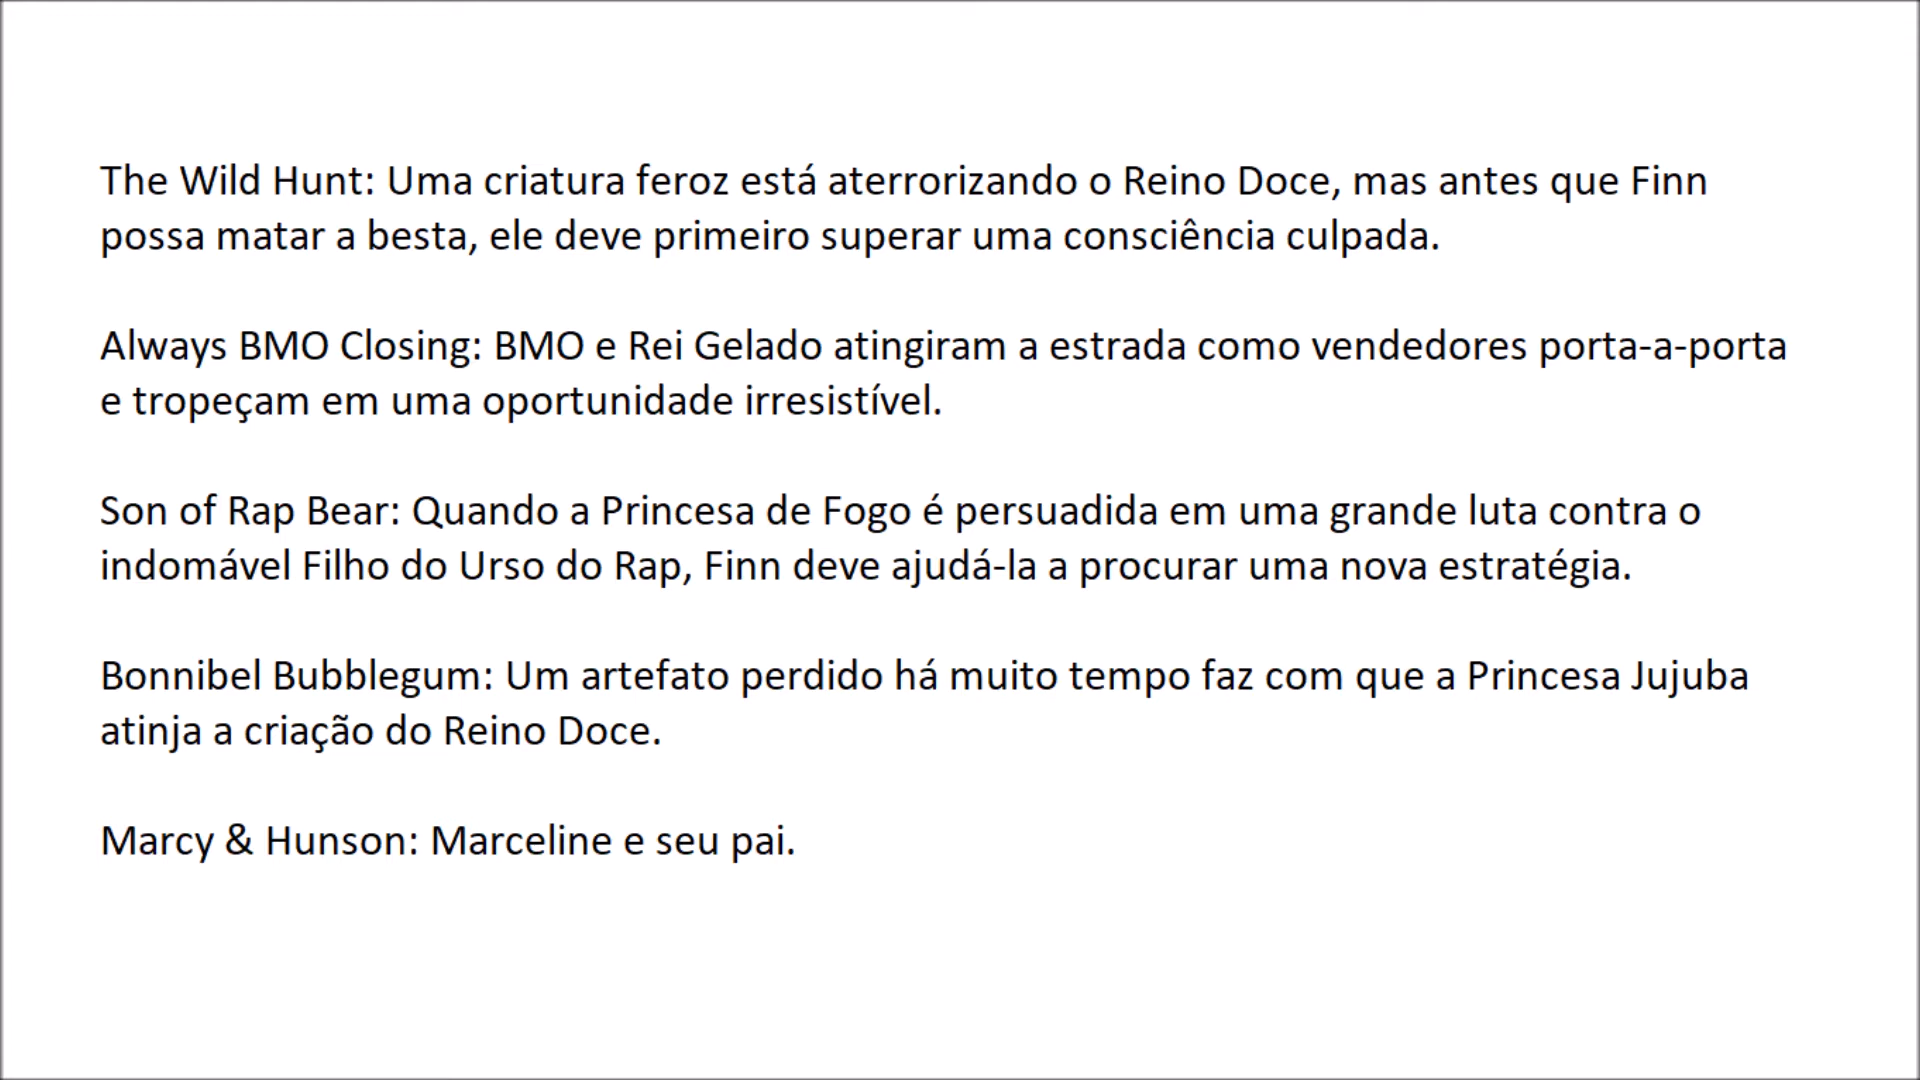 The Wild Hunt: Uma criatura feroz está aterrorizando o Reino Doce, mas antes que Finn
possa matar a besta, ele deve primeiro superar uma consciência culpada.
Always BMO Closing: BMO e Rei Gelado atingiram a estrada como vendedores porta-a-porta
e tropeçam em uma oportunidade irresistível.
Son of Rap Bear: Quando a Princesa de Fogo é persuadida em uma grande luta contra o
indomável Filho do Urso do Rap, Finn deve ajudá-la a procurar uma nova estratégia.
Bonnibel Bubblegum: Um artefato perdido há muito tempo faz com que a Princesa Jujuba
atinja a criação do Reino Doce.
Marcy & Hunson: Marceline e seu pai.